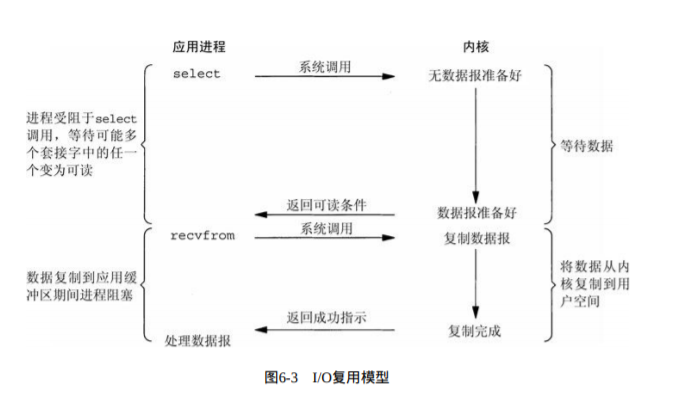 应用进程
内核
select
系统调用
无数据报准备好
进程受阻于select
调用，等待可能多
个套接字中的任一
个变为可读
等待数据
返回可读条件
数据报准备好
recvfrom
系统调用
复制数据报
数据复制到应用缓
冲区期间进程阻塞
将数据从内
核复制到用
户空间
返回成功指示
复制完成
处理数据报
图6-3 I/O复用模型